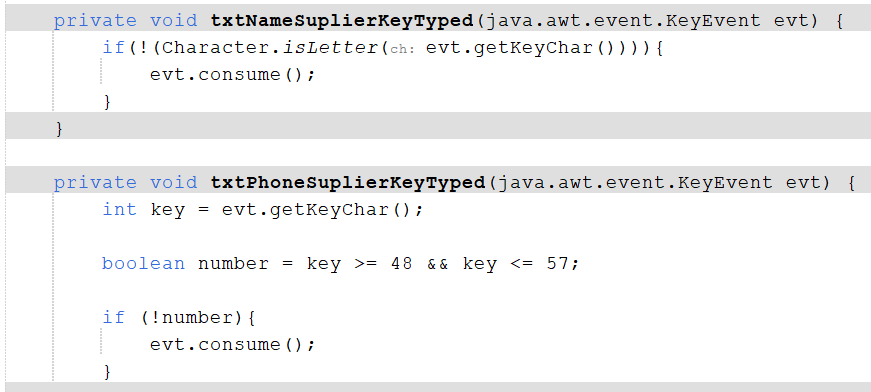 private void txtNameSuplierKeyTyped(java.awt.event.KeyEvent evt) {
if(!(Character.isLetter(ch: evt.getKeyChar()))){
evt.consume();
}
}
private void txtPhoneSuplierKeyTyped(java.awt.event.KeyEvent evt) {
int key = evt.getKeyChar();
boolean number = key >= 48 && key <= 57;
if (!number){
evt.consume();
}